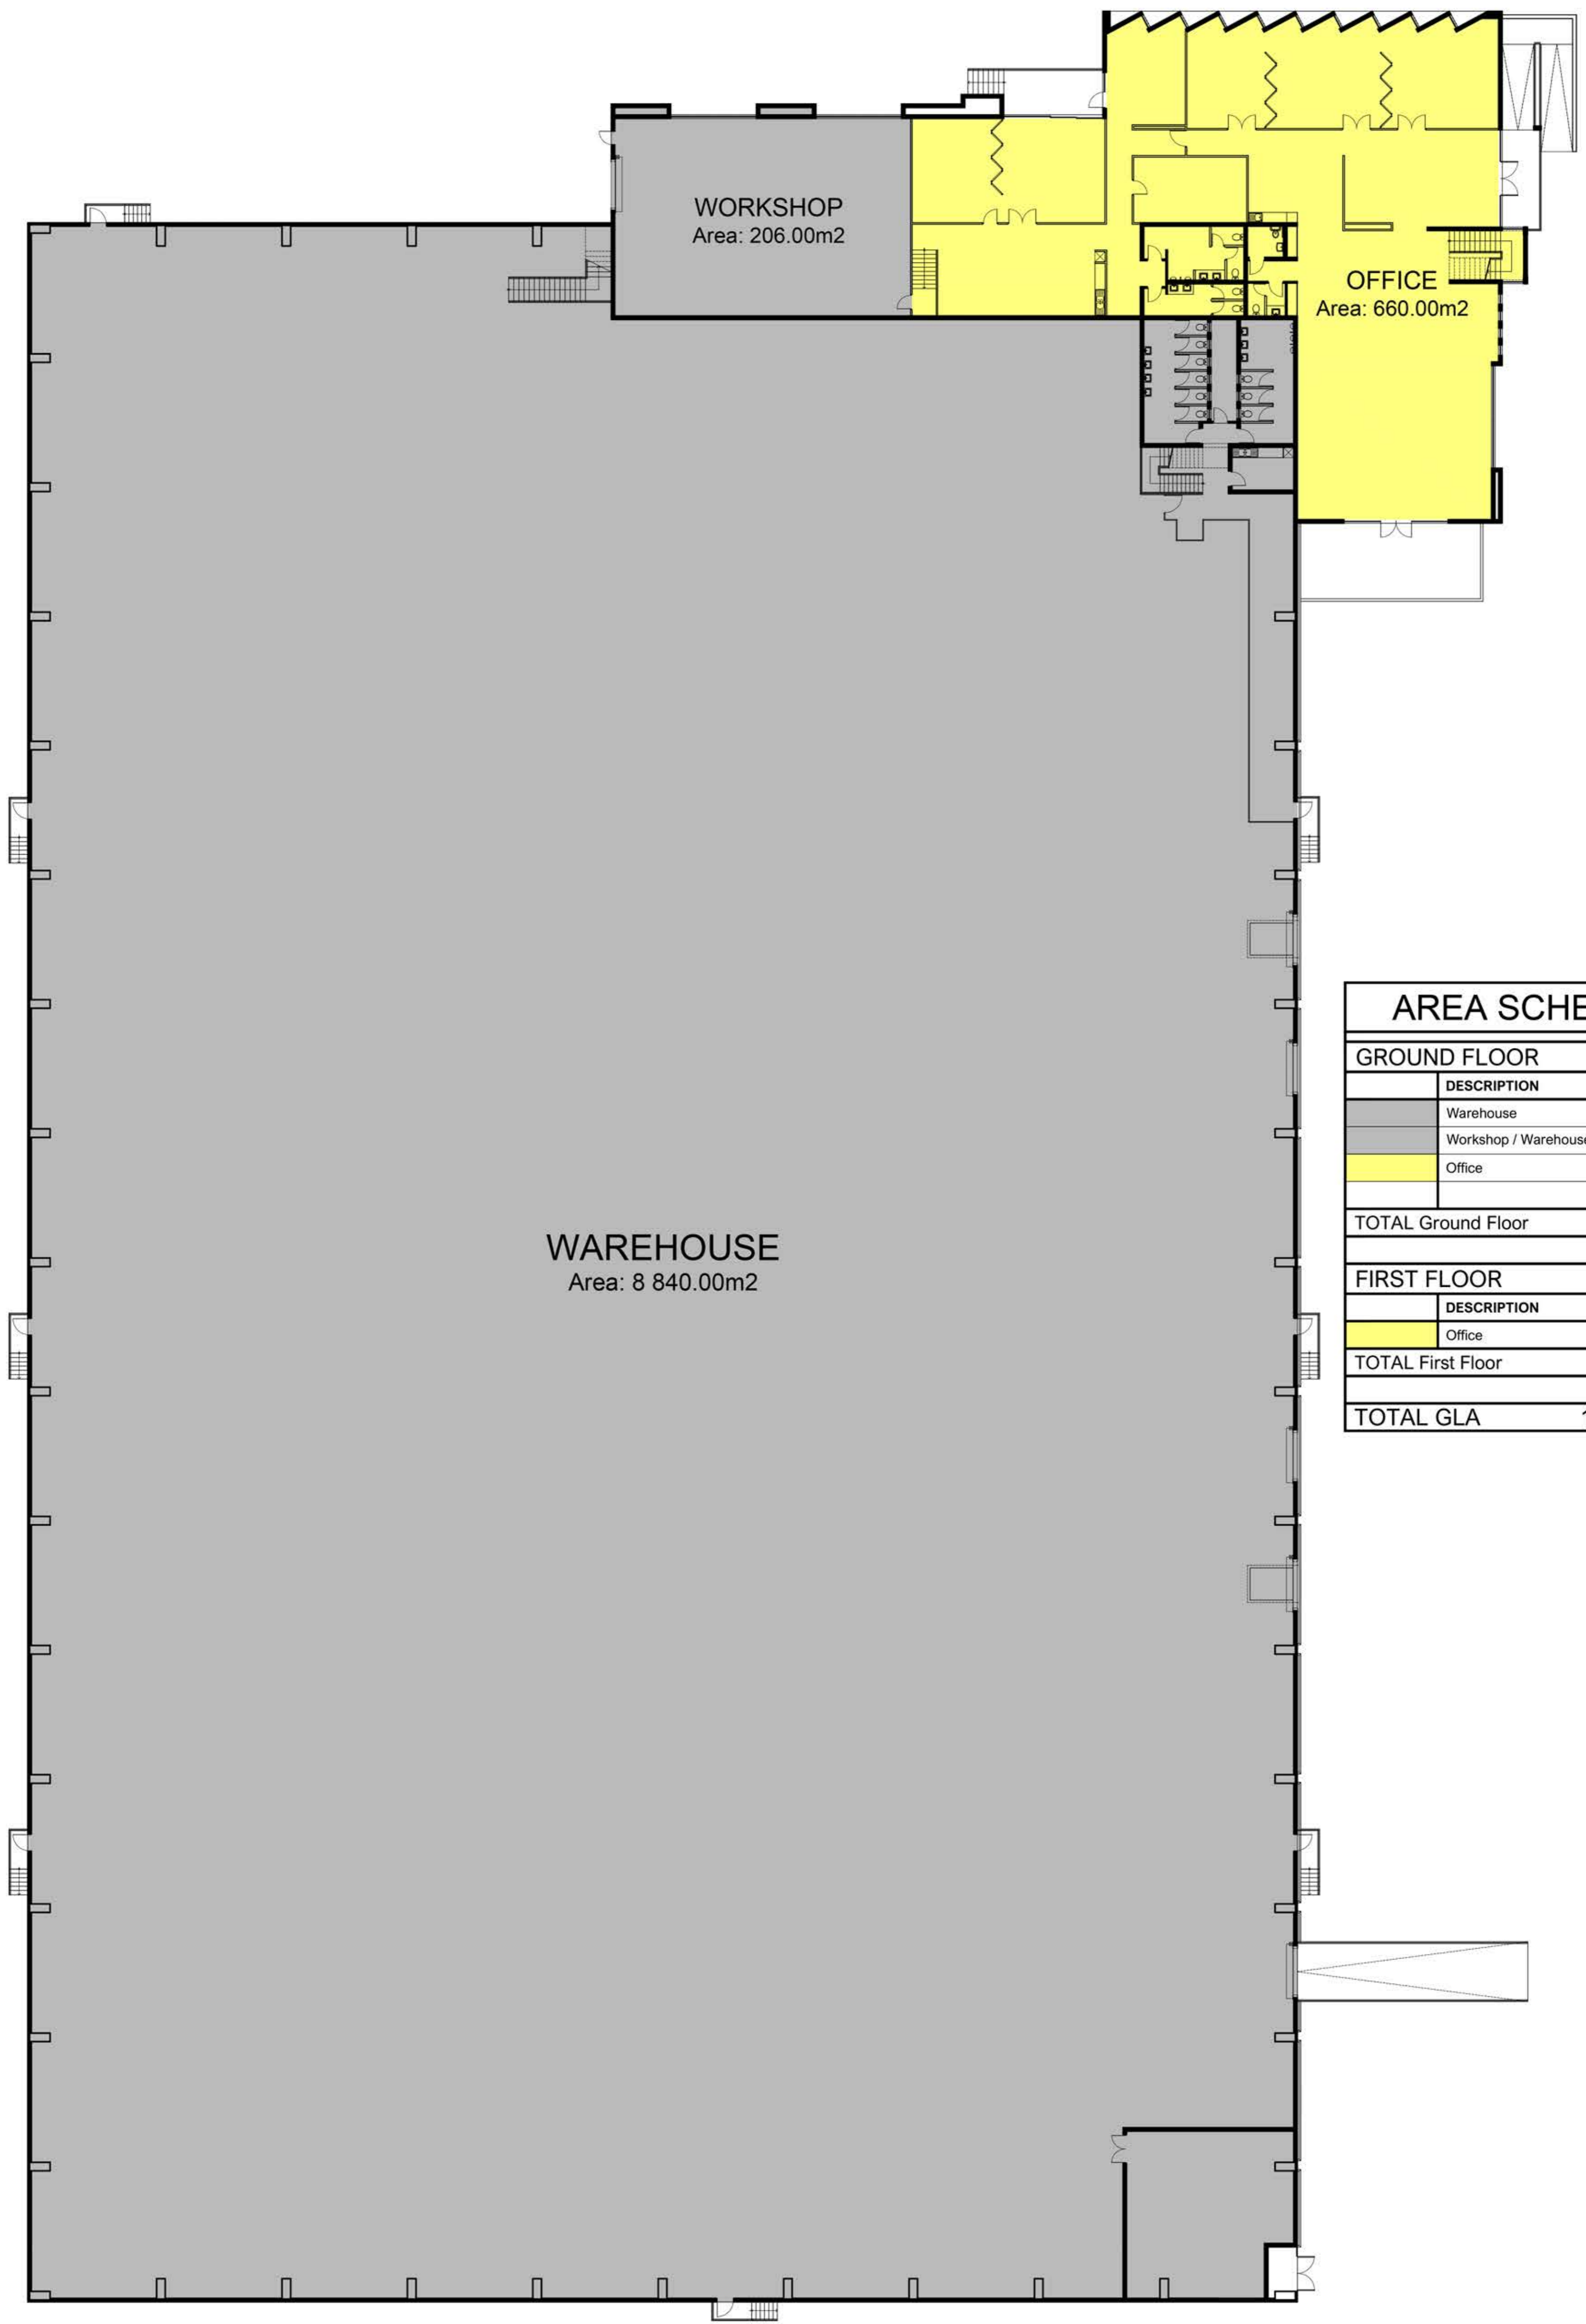 WORKSHOP
Area: 206.00m2
OFFICE
Area: 660.00m2
WAREHOUSE
Area: 8 840.00m2
AREA SCHE
GROUND FLOOR
DESCRIPTION
Warehouse
Workshop / Warehouse
Office
TOTAL Ground Floor
FIRST FLOOR
DESCRIPTION
Office
TOTAL First Floor
TOTAL GLA